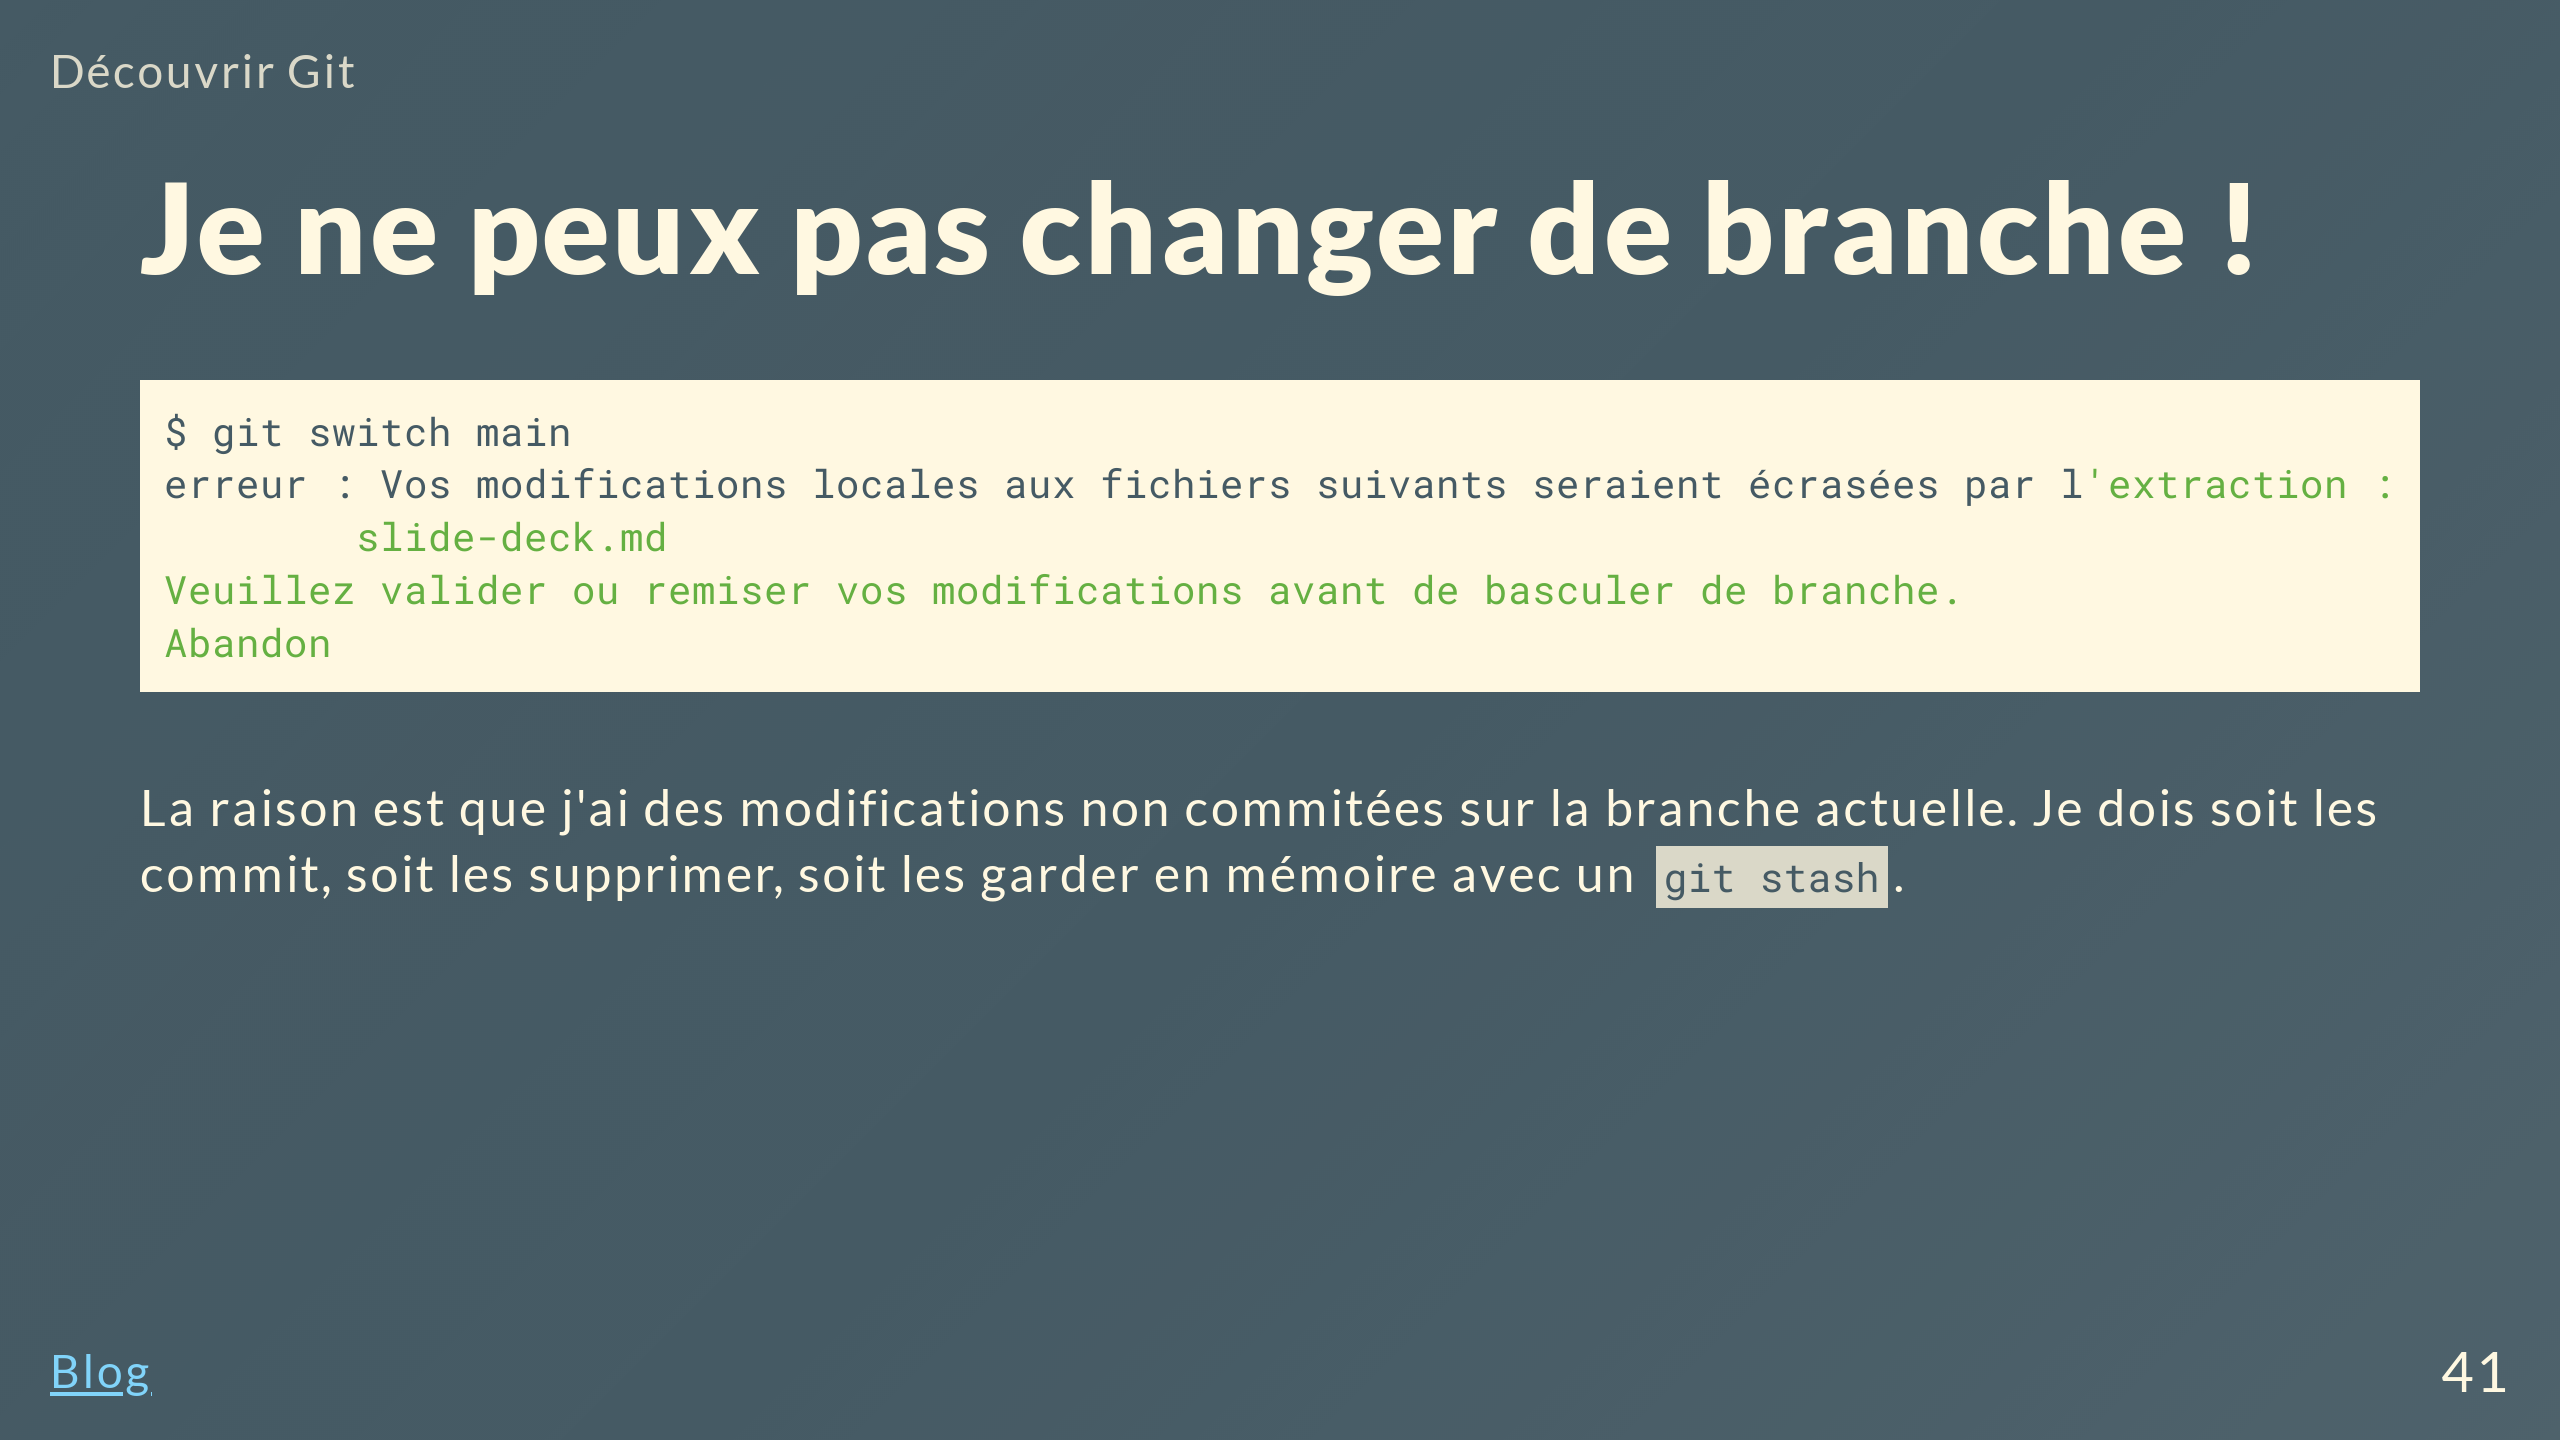 Découvrir Git
Je ne peux pas changer de branche !
$ git switch main
erreur : Vos modifications locales aux fichiers suivants seraient écrasées par l'extraction :
        slide-deck.md
Veuillez valider ou remiser vos modifications avant de basculer de branche.
Abandon
La raison est que j'ai des modifications non commitées sur la branche actuelle. Je dois soit les
commit, soit les supprimer, soit les garder en mémoire avec un git stash.
Blog
41